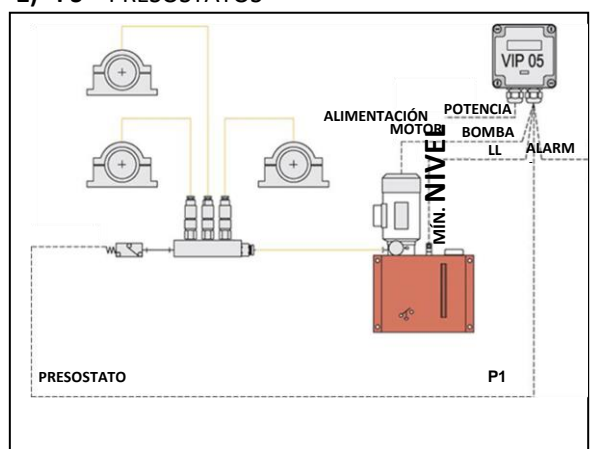 PRESOSTATOS
VIP 05
POTENCIA
ALIMENTACIÓN
MOTOR
BOMBA
LL
ALARM
MÍN. NIVEL
PRESOSTATO
P1